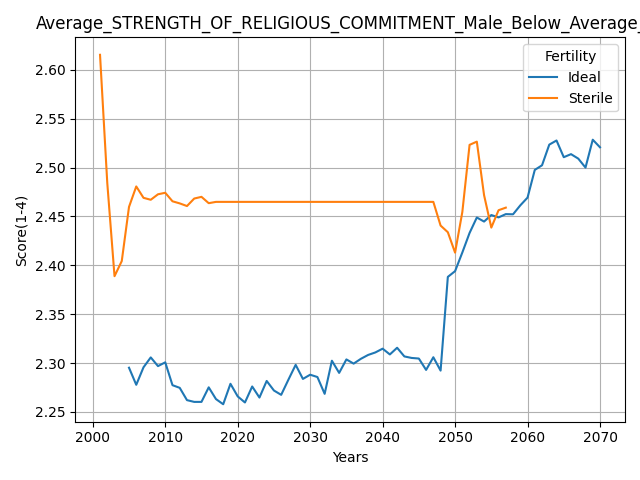 Average_STRENGTH_OF_RELIGIOUS_COMMITMENT_Male_Below_Average_
Fertility
Ideal
Sterile
Score(1-4)
2.60
2.55
2.50
2.45
2.40
2.35
2.30
2.25
2000 2010 2020 2030 2040 2050 2060 2070
Years